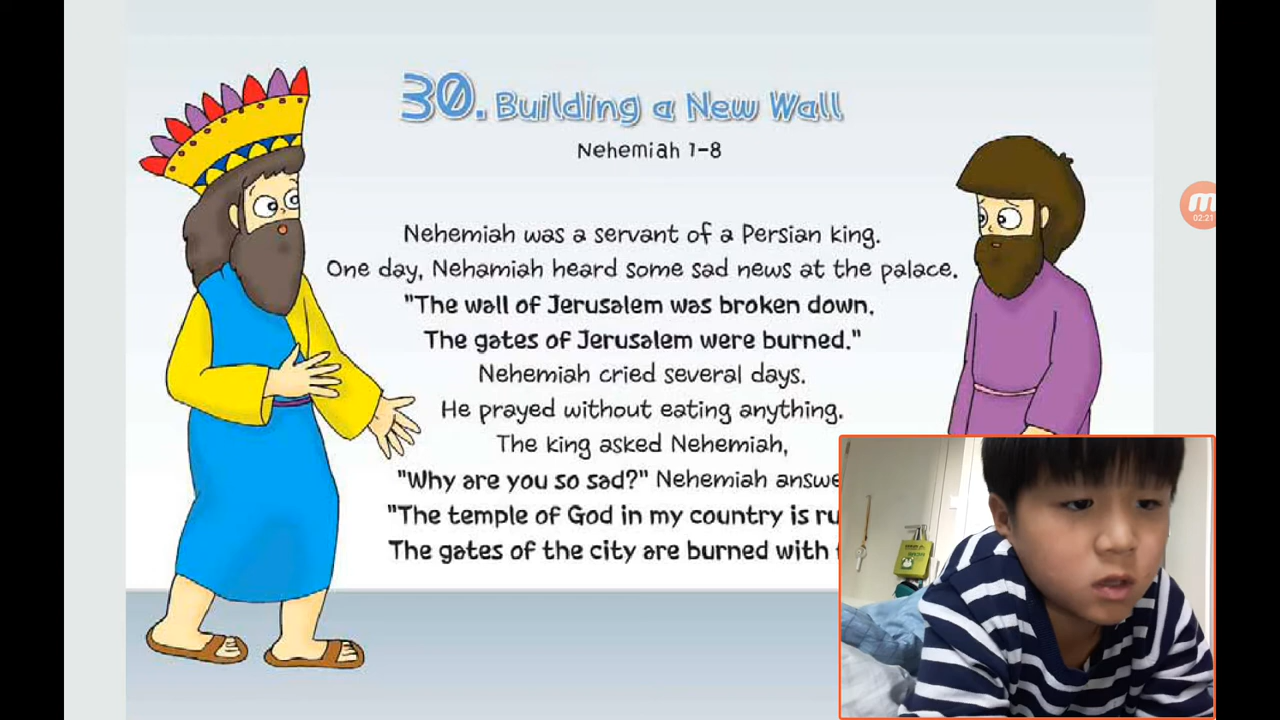 30. Building a New Wall
Nehemiah 1-8
Nehemiah was a servant of a Persian king.
One day, Nehamiah heard some sad news at the palace.
"The wall of Jerusalem was broken down.
The gates of Jerusalem were burned."
Nehemiah cried several days.
He prayed without eating anything.
The king asked Nehemiah,
"Why are you so sad?" Nehemiah
"The temple of God in my country is
The gates of the city are burned with
02:21